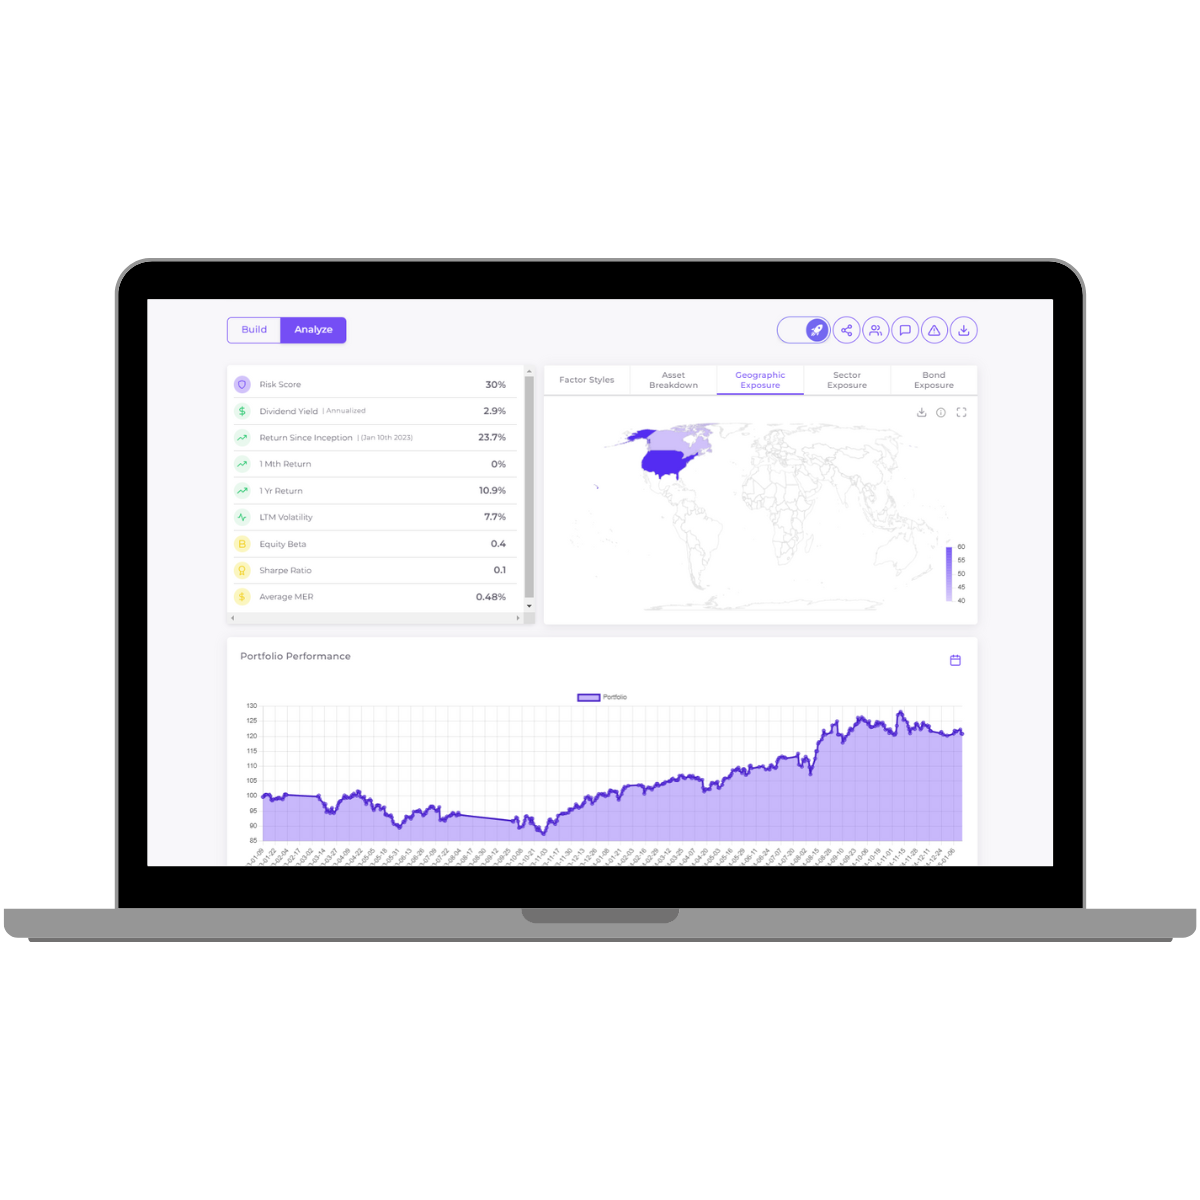 Build
Analyze
Risk Score 30%
Dividend Yield | Annualized 2.9%
Return Since Inception | (Jan 10th 2023) 23.7%
1 Mth Return 0%
1 Yr Return 10.9%
LTM Volatility 7.7%
Equity Beta 0.4
Sharpe Ratio 0.1
Average MER 0.48%
Factor Styles
Asset
Breakdown
Geographic
Exposure
Sector
Exposure
Bond
Exposure
60
55
50
45
40
Portfolio Performance
Portfolio
130
125
120
115
110
105
100
95
90
85